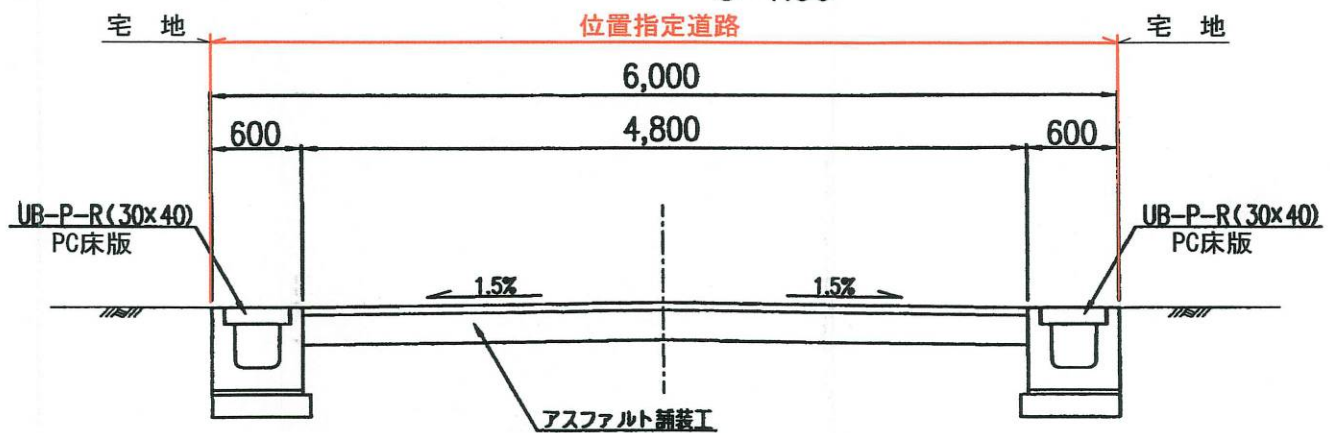 宅 地
位置指定道路
宅 地
6,000
600
4,800
600
UB-P-R(30×40)
PC床版
UB-P-R(30×40)
PC床版
1.5%
1.5%
アスファルト舗装工